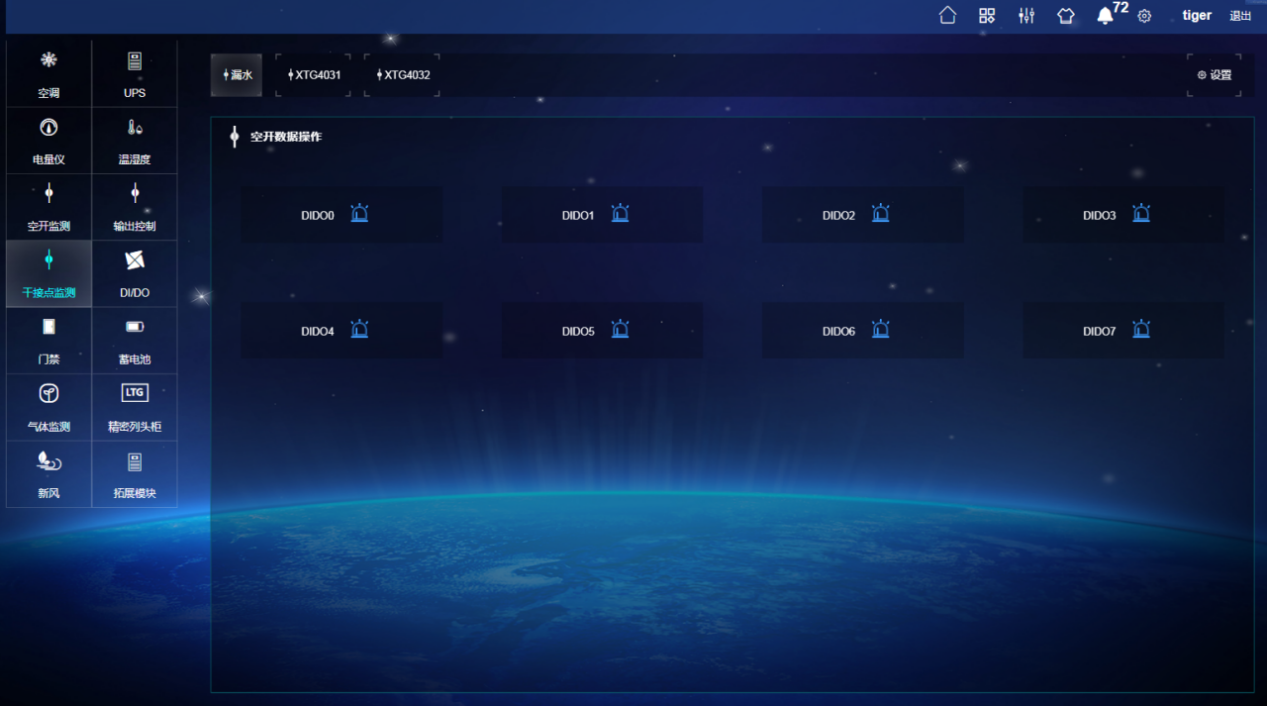 72
tiger 退出
空调 UPS
漏水 XTG4031 XTG4032 设置
电量仪 温湿度
空开数据操作
空开监测 输出控制
DIDO0 DIDO1 DIDO2 DIDO3
干接点监测 DI/DO
DIDO4 DIDO5 DIDO6 DIDO7
门禁 蓄电池
LTG
气体监测 精密列头柜
新风 拓展模块